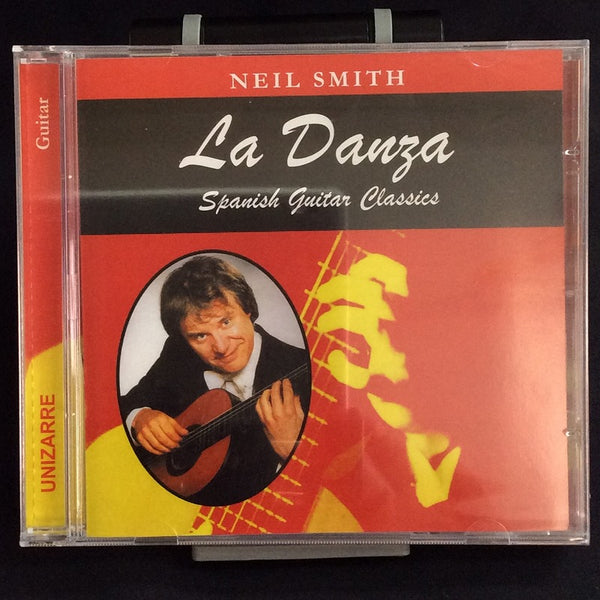 NEIL SMITH
La Danza
Spanish Guitar Classics
Guitar
UNIZARRE